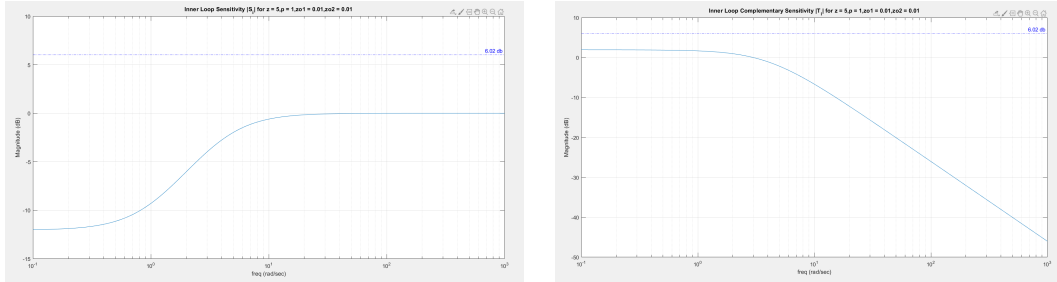 Inner Loop Sensitivity |S_i| for z = 5,p = 1,zo1 = 0.01,zo2 = 0.01
10
6.02 db
5
0
-5
-10
-15
Magnitude (dB)
10^-1
10^0
10^1
10^2
10^3
freq (rad/sec)
Inner Loop Complementary Sensitivity |T_i| for z = 5,p = 1,zo1 = 0.01,zo2 = 0.01
10
6.02 db
0
-10
-20
-30
-40
-50
Magnitude (dB)
10^-1
10^0
10^1
10^2
10^3
freq (rad/sec)